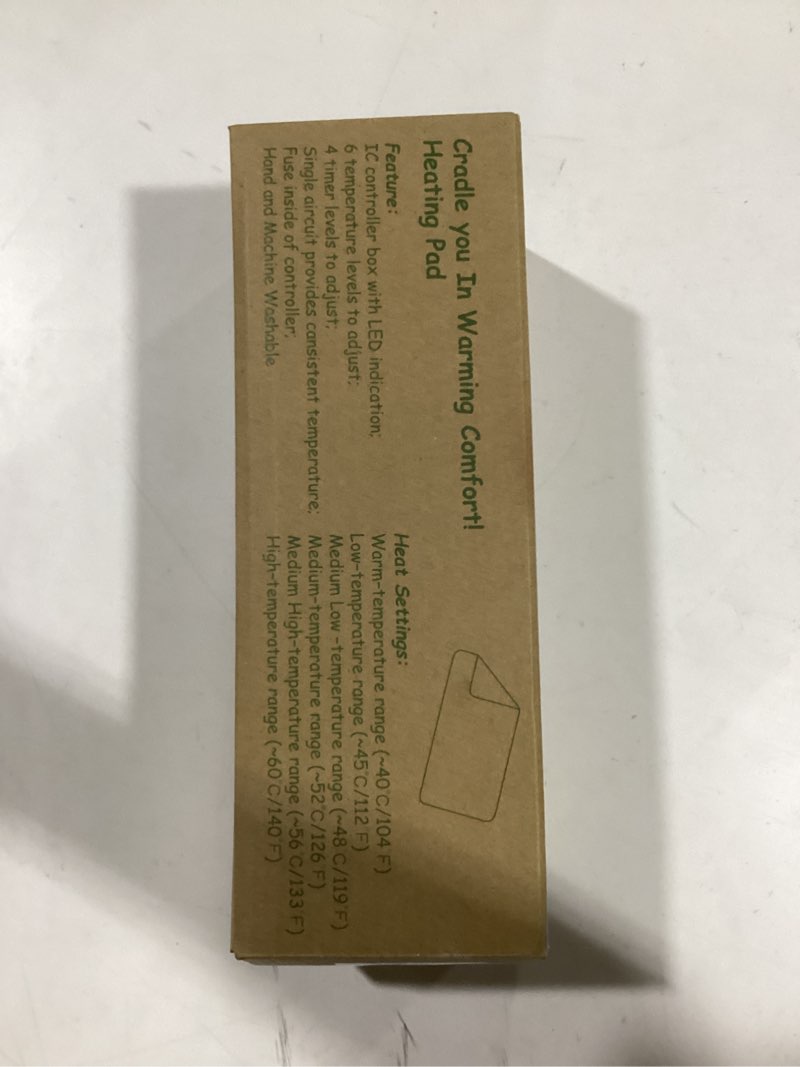 Cradle you In Warming Comfort!
Heating Pad
Feature:
IC controller box with LED indication;
6 temperature levels to adjust;
4 timer levels to adjust;
Single aircuit provides cansistent temperature;
Fuse inside of controller;
Hand and Machine Washable
Heat Settings:
Warm-temperature range (~40°C/104°F)
Low-temperature range (~45°C/112°F)
Medium Low -temperature range (~48°C/119°F)
Medium-temperature range (~52°C/126°F)
Medium High-temperature range (~56°C/133°F)
High-temperature range (~60°C/140°F)